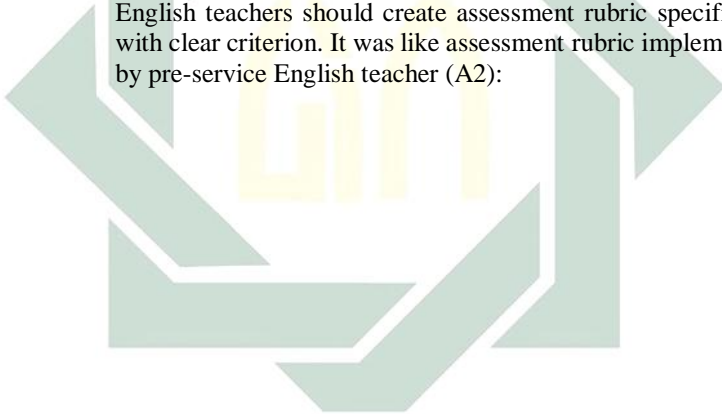 English teachers should create assessment rubric specifi
with clear criterion. It was like assessment rubric implem
by pre-service English teacher (A2):